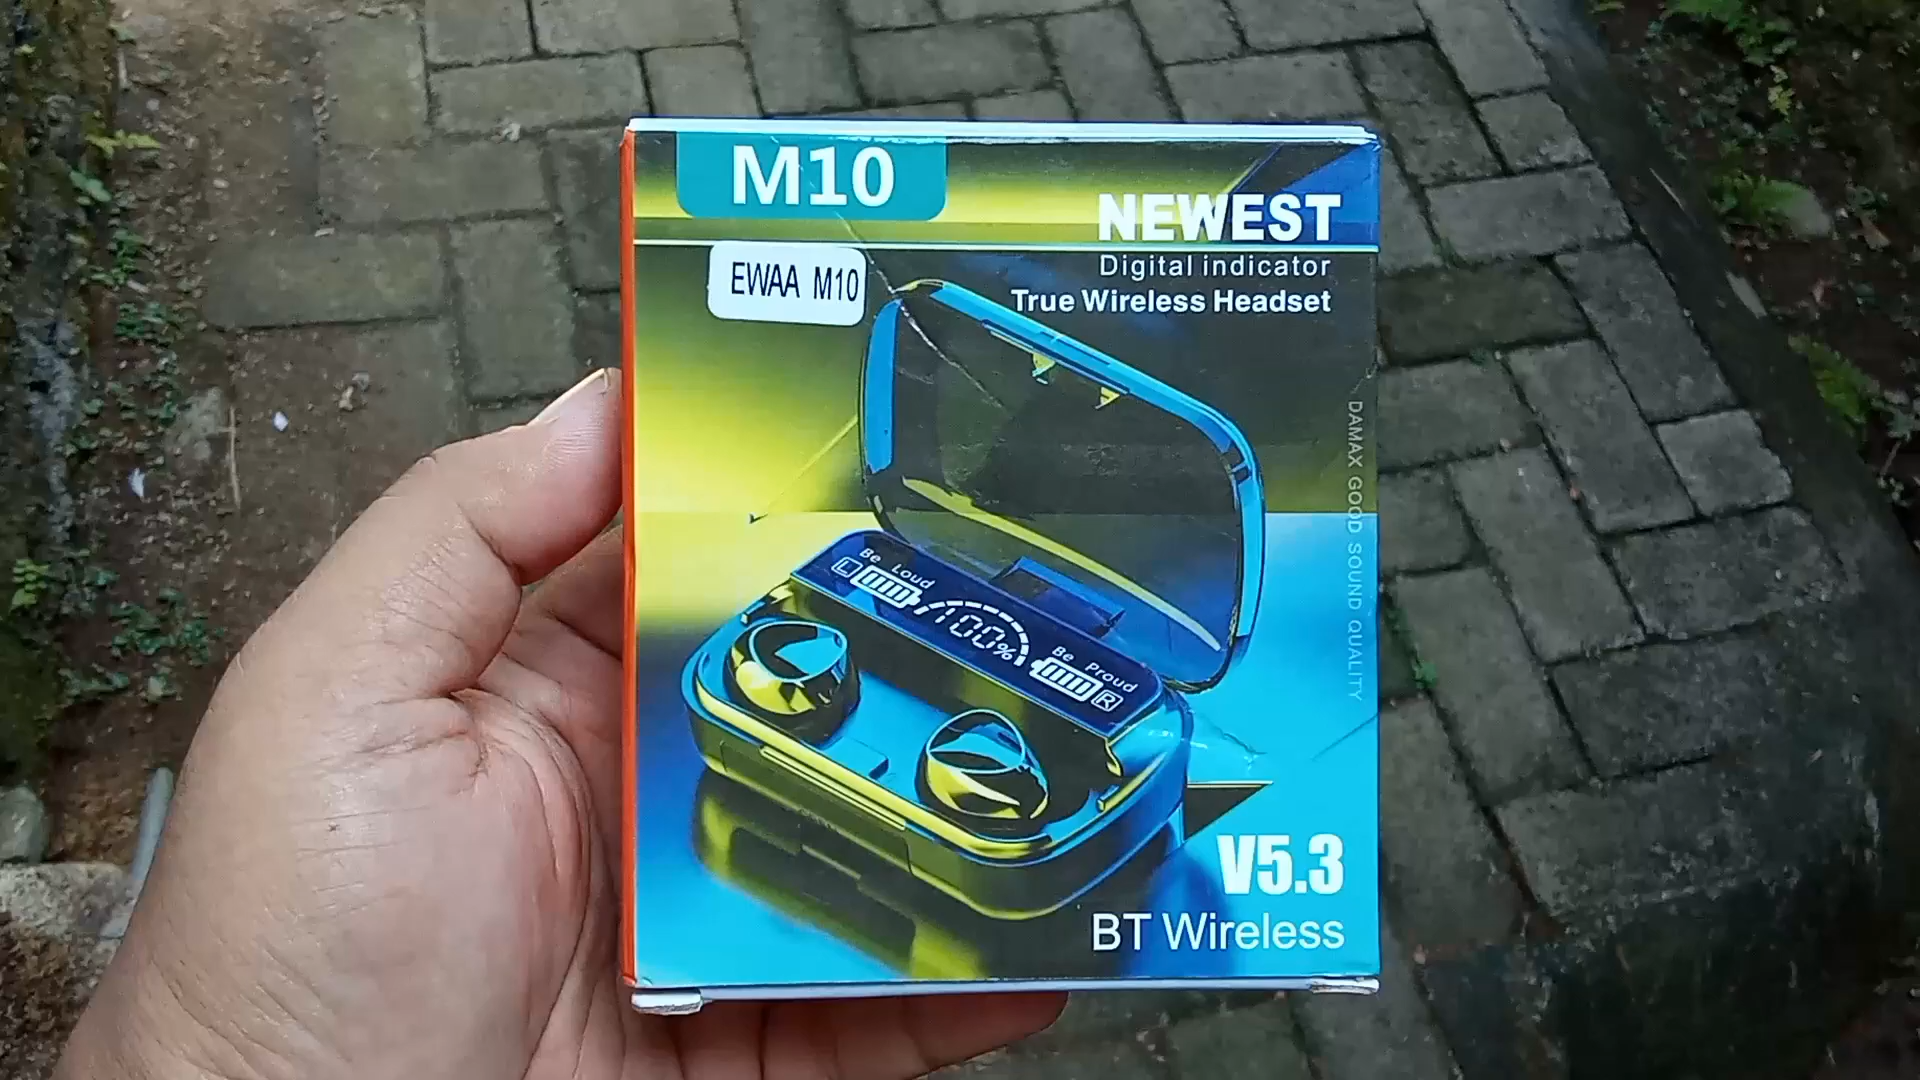 M10
NEWEST
EWAA M10
Digital indicator
True Wireless Headset
DAMAX GOOD SOUND QUALITY
Be Loud
L
100%
Be Proud
R
V5.3
BT Wireless